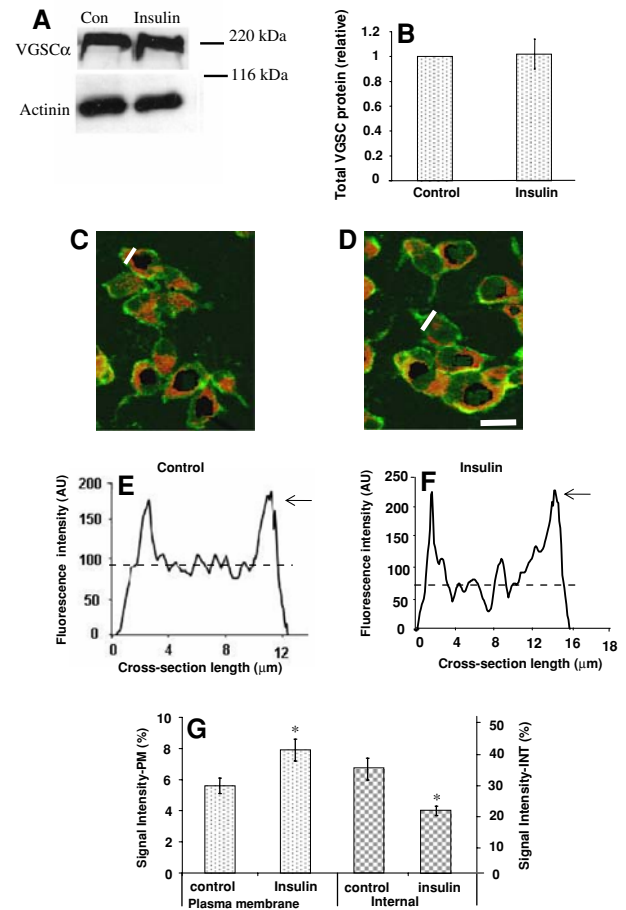 A
Con Insulin
VGSCα
220 kDa
116 kDa
Actinin
B
Total VGSC protein (relative)
1.2
1
0.8
0.6
0.4
0.2
0
Control Insulin
C
D
E
Control
Fluorescence intensity (AU)
200
150
100
50
0
0 4 8 12
Cross-section length (μm)
F
Insulin
Fluorescence intensity (AU)
250
200
150
100
50
0
0 4 8 12 14 18
Cross-section length (μm)
G
Signal Intensity-PM (%)
10
8
6
4
2
0
*
*
Signal Intensity-INT (%)
50
40
30
20
10
0
control Insulin control insulin
Plasma membrane Internal